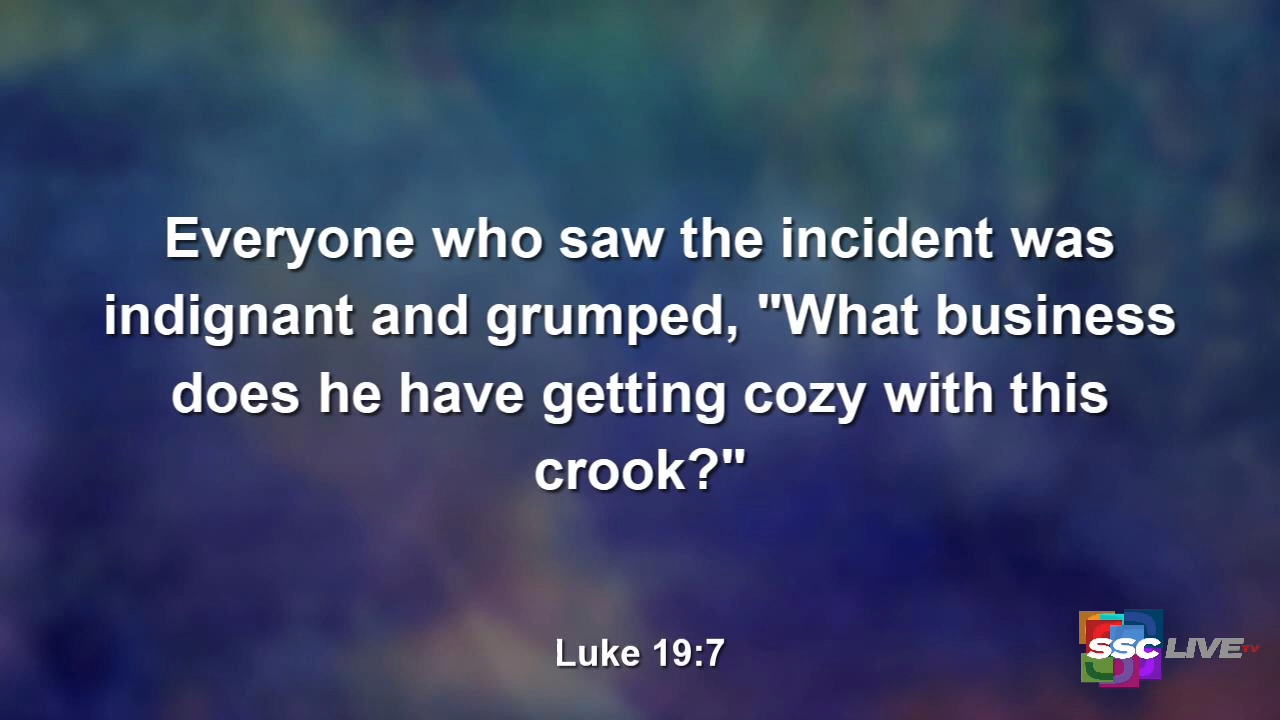 Everyone who saw the incident was
indignant and grumped, "What business
does he have getting cozy with this
crook?"
Luke 19:7
SSC LIVE TV